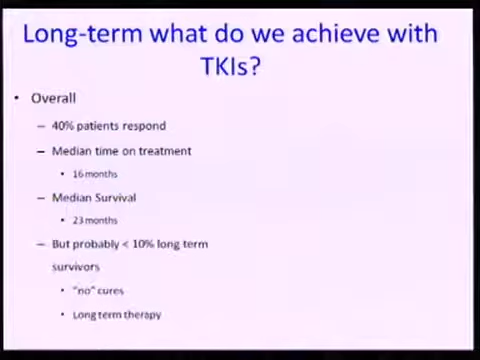 Long-term what do we achieve with
TKIs?
• Overall
– 40% patients respond
– Median time on treatment
• 16 months
– Median Survival
• 23 months
– But probably < 10% long term
survivors
• "no" cures
• Long term therapy